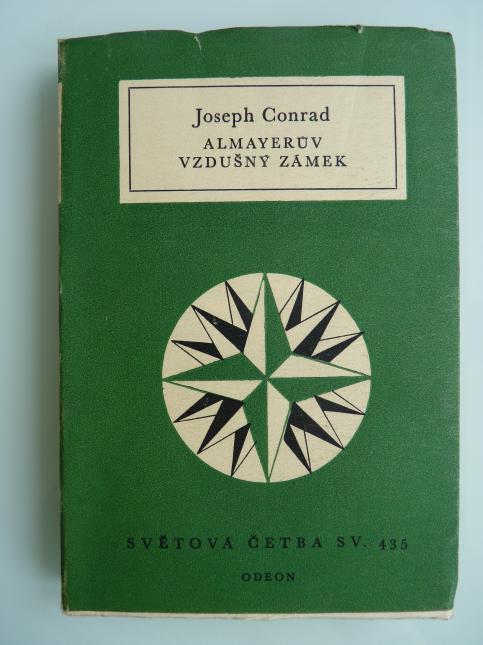 Joseph Conrad
ALMAYERŮV
VZDUŠNÝ ZÁMEK
SVĚTOVÁ ČETBA SV. 435
ODEON